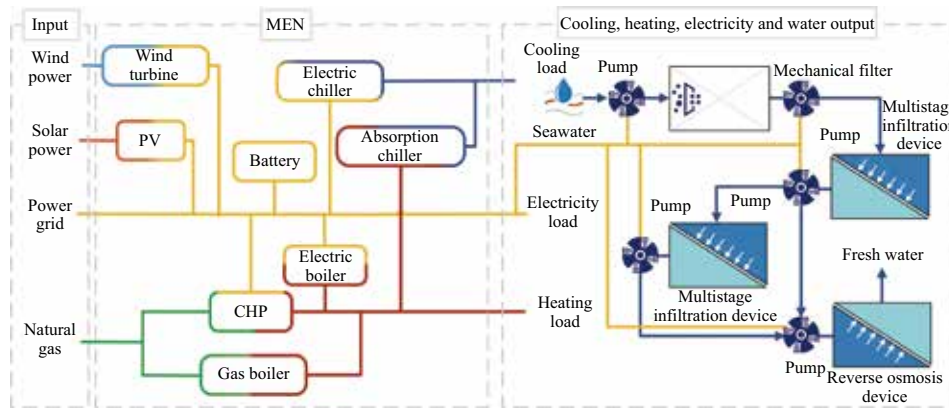 Input
MEN
Cooling, heating, electricity and water output
Wind
power
Wind
turbine
Electric
chiller
Cooling
load
Pump
Mechanical filter
Solar
power
PV
Battery
Absorption
chiller
Seawater
Multistage
infiltration
device
Pump
Power
grid
Electricity
load
Pump
Pump
Electric
boiler
Fresh water
CHP
Heating
load
Multistage
infiltration device
Natural
gas
Gas boiler
Pump
Reverse osmosis
device